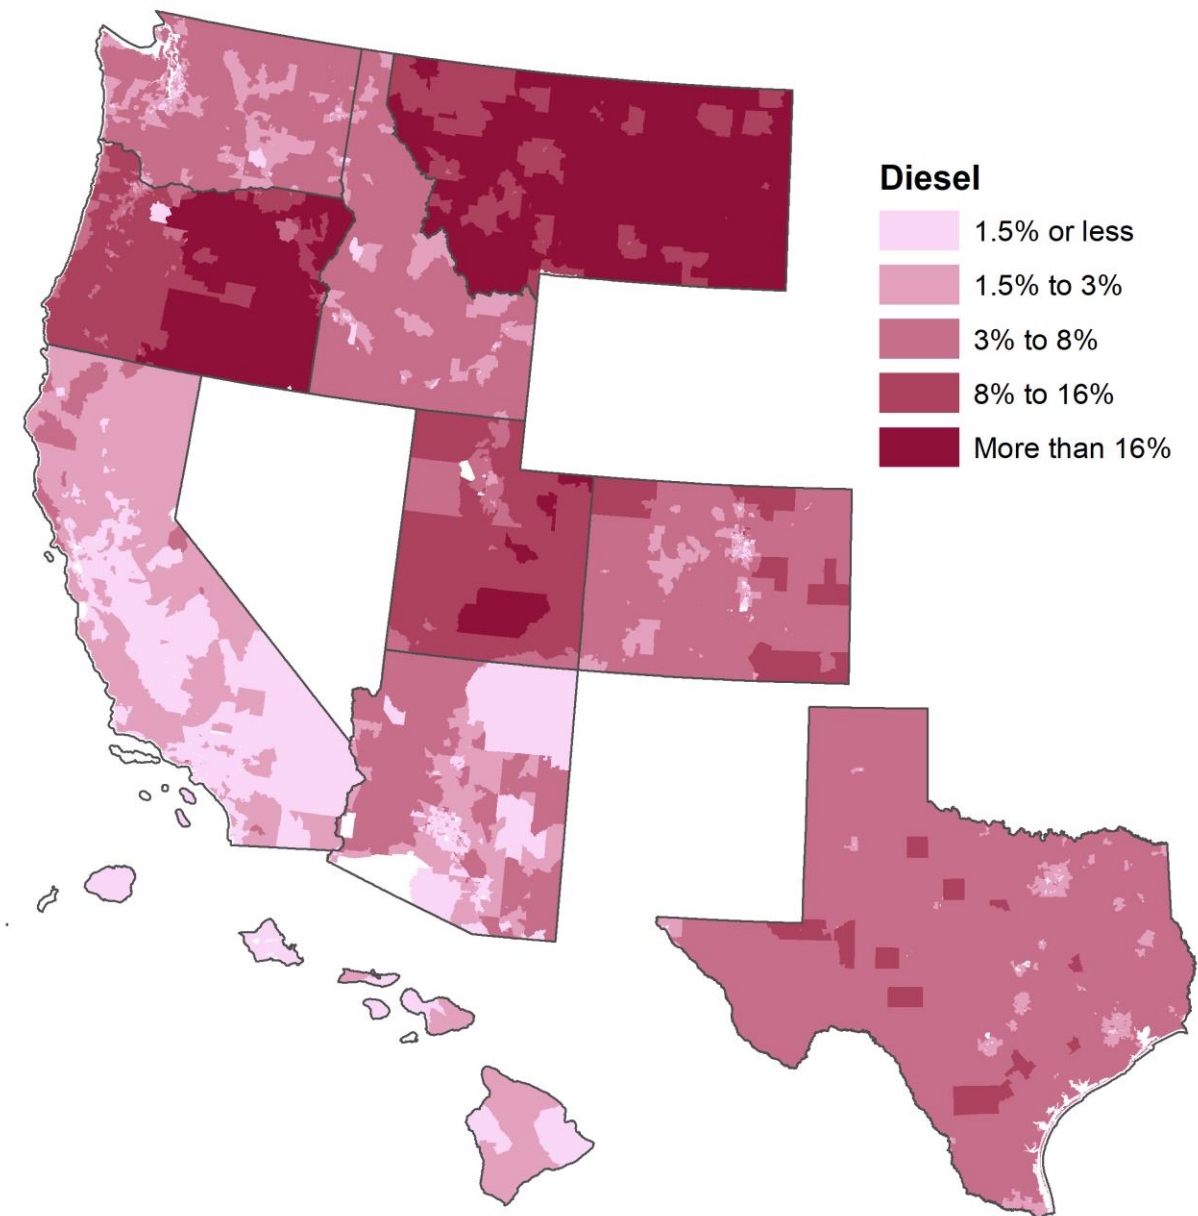 Diesel
1.5% or less
1.5% to 3%
3% to 8%
8% to 16%
More than 16%